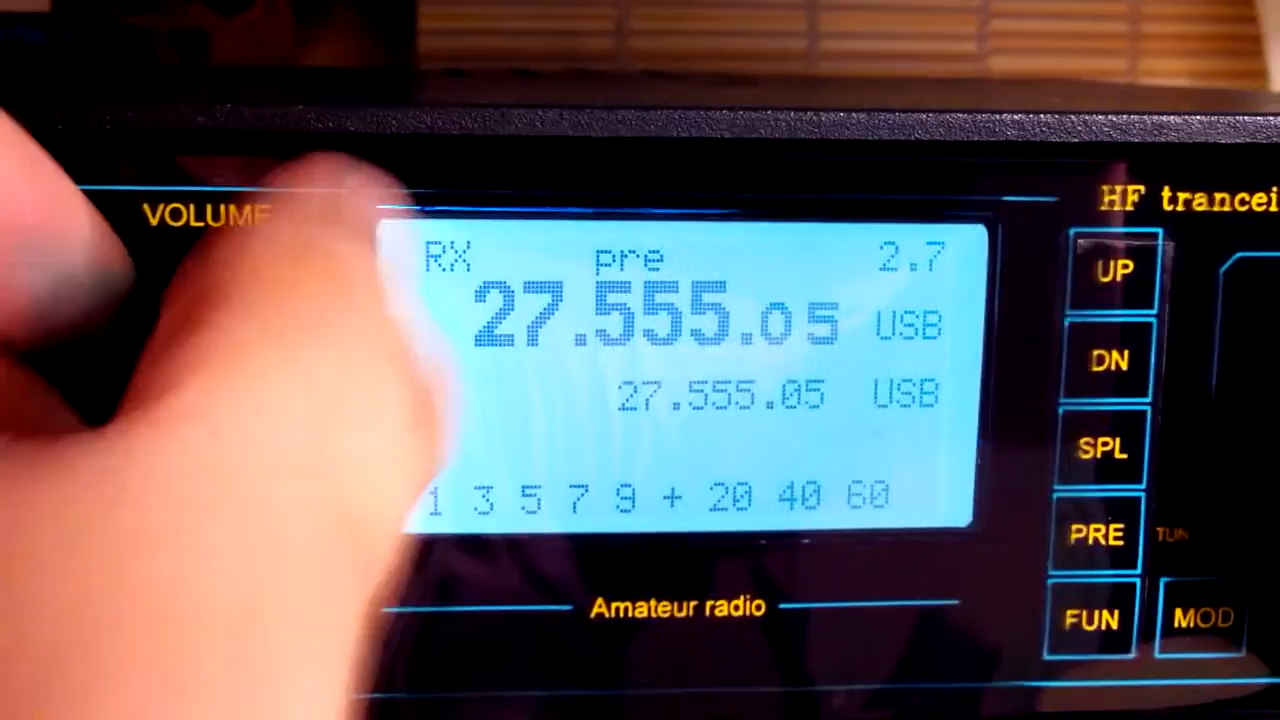 VOLUME
HF trancei
RX pre 2.7
27.555.05 USB
27.555.05 USB
1 3 5 7 9 + 20 40 60
UP
DN
SPL
PRE
TUN
FUN
MOD
Amateur radio